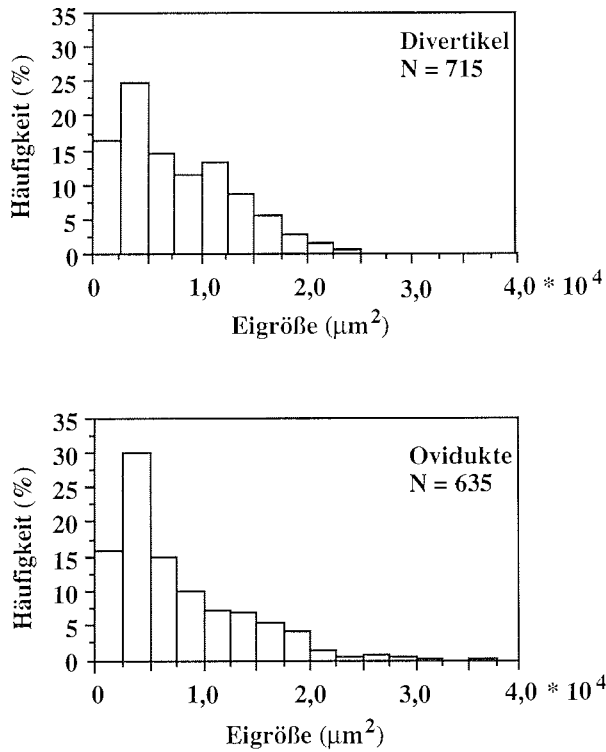 35
Divertikel
30
N = 715
25
20
15
10
5
0
Häufigkeit (%)
0 1,0 2,0 3,0 4,0 * 10^4
Eigröße (µm²)
35
Ovidukte
30
N = 635
25
20
15
10
5
0
Häufigkeit (%)
0 1,0 2,0 3,0 4,0 * 10^4
Eigröße (µm²)